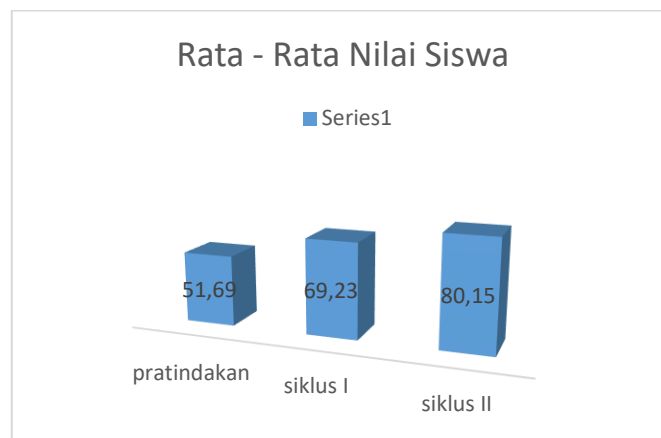 Rata - Rata Nilai Siswa
Series1
51,69
69,23
80,15
pratindakan
siklus I
siklus II